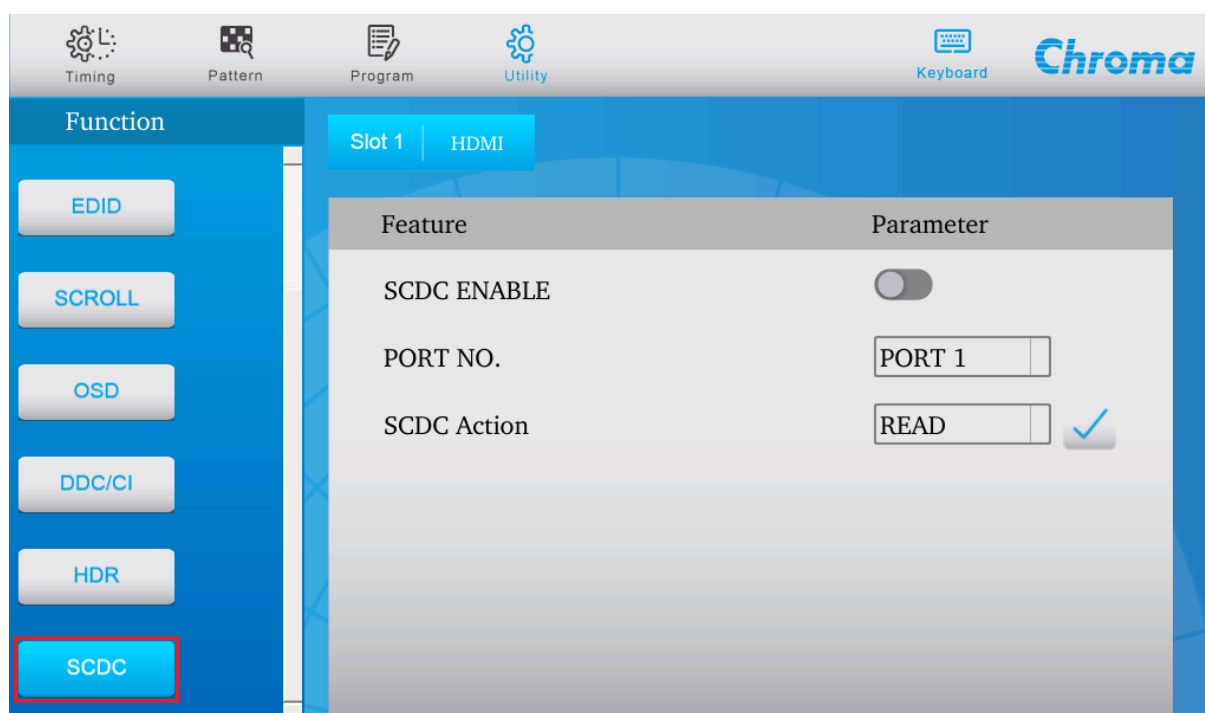 Timing Pattern Program Utility Keyboard Chroma
Function
Slot 1 HDMI
EDID
SCROLL
OSD
DDC/CI
HDR
SCDC
Feature Parameter
SCDC ENABLE
PORT NO. PORT 1
SCDC Action READ